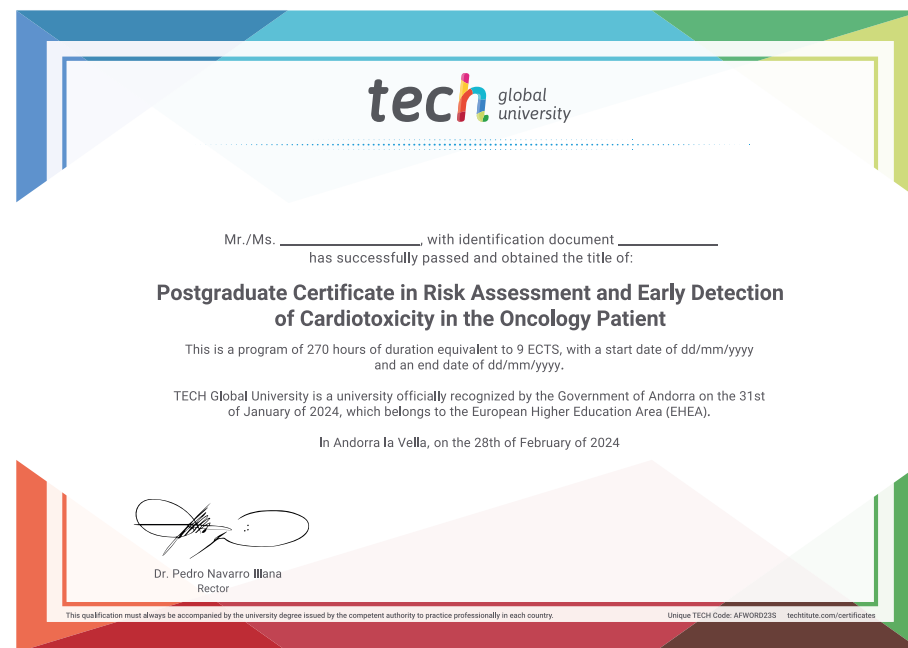 tech global
university
Mr./Ms. ____________, with identification document ____________
has successfully passed and obtained the title of:
Postgraduate Certificate in Risk Assessment and Early Detection
of Cardiotoxicity in the Oncology Patient
This is a program of 270 hours of duration equivalent to 9 ECTS, with a start date of dd/mm/yyyy
and an end date of dd/mm/yyyy.
TECH Global University is a university officially recognized by the Government of Andorra on the 31st
of January of 2024, which belongs to the European Higher Education Area (EHEA).
In Andorra la Vella, on the 28th of February of 2024
Dr. Pedro Navarro Illana
Rector
This qualification must always be accompanied by the university degree issued by the competent authority to practice professionally in each country.
Unique TECH Code: AFWORD23S techtitute.com/certificates